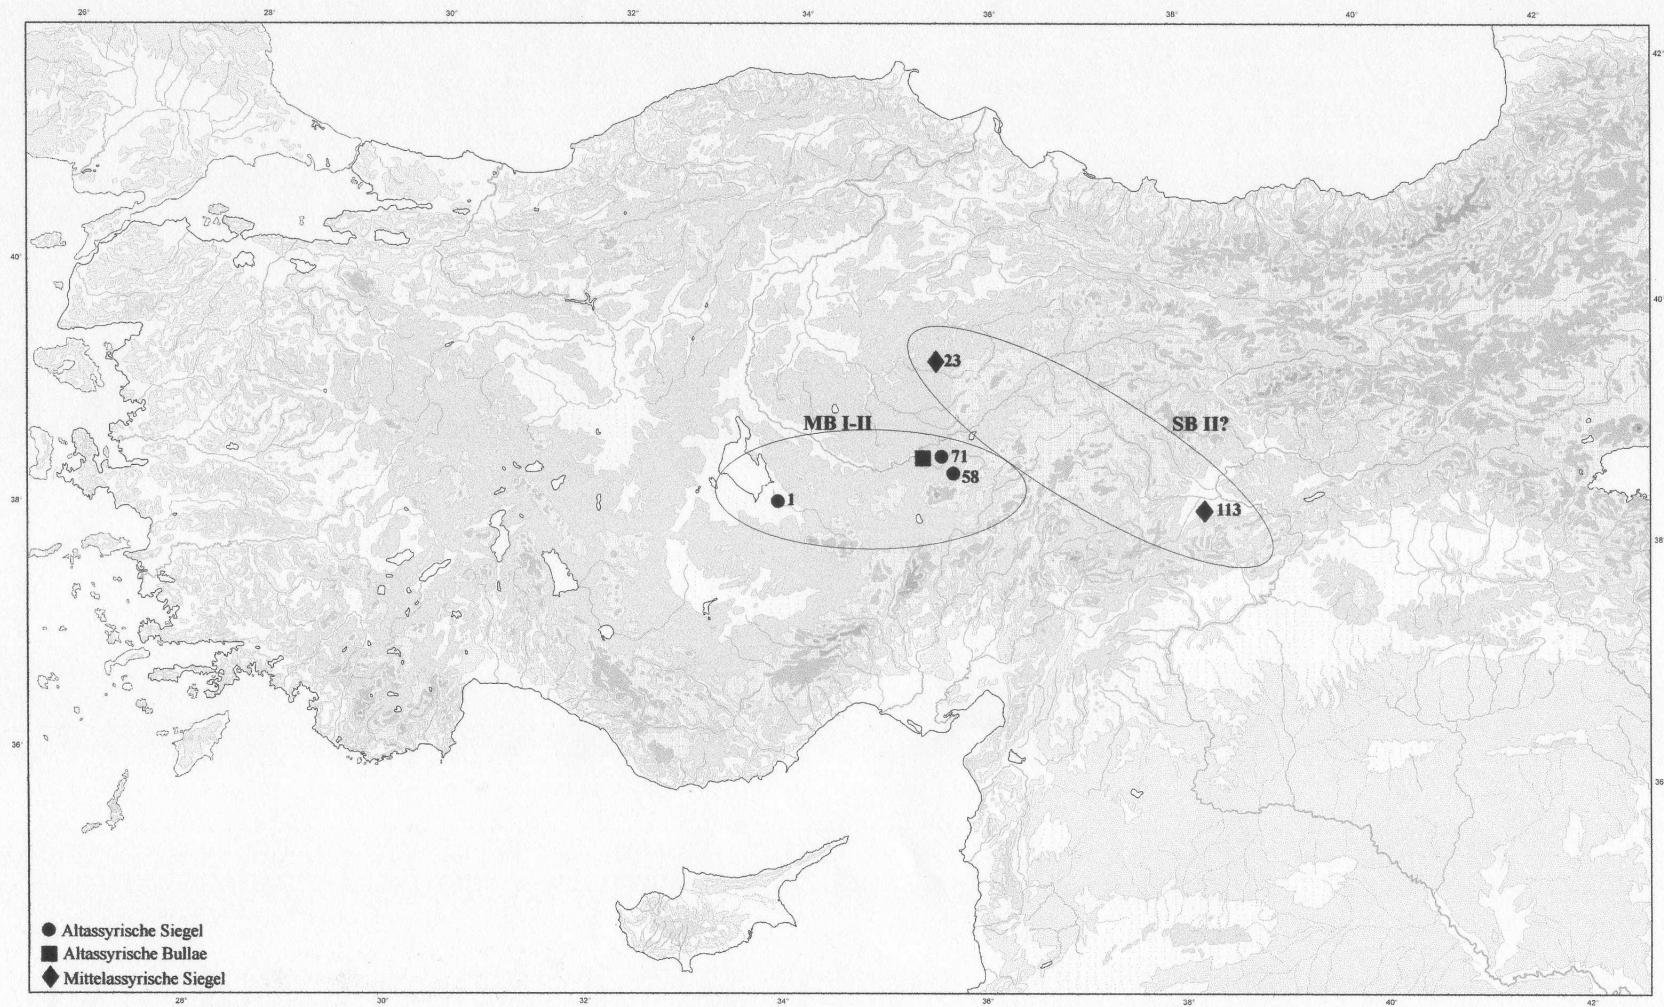 26° 28° 30° 32° 34° 36° 38° 40° 42°
42°
40°
40°
23
MB I-II
SB II?
71
58
38°
1
113
38°
36°
36°
Altassyrische Siegel
Altassyrische Bullae
Mittelassyrische Siegel
28° 30° 32° 34° 36° 38° 40° 42°